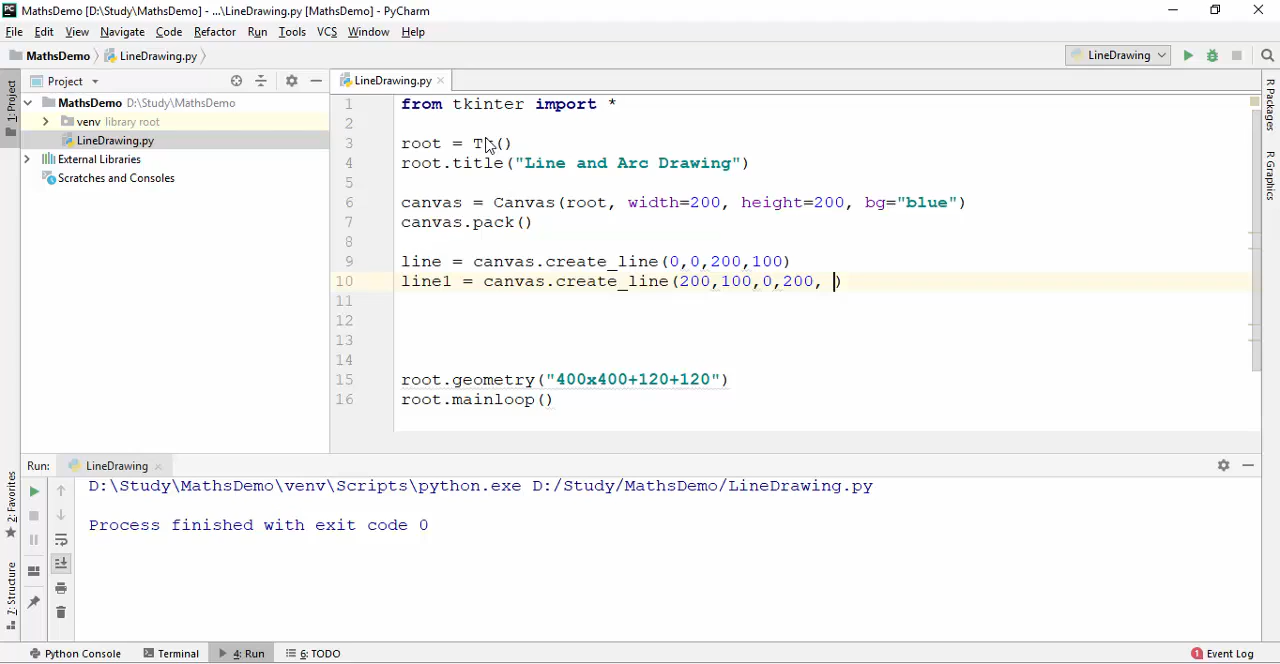 MathsDemo [D:\Study\MathsDemo] - ...\LineDrawing.py [MathsDemo] - PyCharm
File Edit View Navigate Code Refactor Run Tools VCS Window Help
MathsDemo LineDrawing.py LineDrawing
1: Project
Project
LineDrawing.py
MathsDemo D:\Study\MathsDemo
venv library root
LineDrawing.py
External Libraries
Scratches and Consoles
1 from tkinter import *
2
3 root = Tk()
4 root.title("Line and Arc Drawing")
5
6 canvas = Canvas(root, width=200, height=200, bg="blue")
7 canvas.pack()
8
9 line = canvas.create_line(0,0,200,100)
10 line1 = canvas.create_line(200,100,0,200, )
11
12
13
14
15 root.geometry("400x400+120+120")
16 root.mainloop()
R Packages
R Graphics
Run: LineDrawing
D:\Study\MathsDemo\venv\Scripts\python.exe D:/Study/MathsDemo/LineDrawing.py
Process finished with exit code 0
2: Favorites
7: Structure
Python Console Terminal 4: Run 6: TODO 1 Event Log